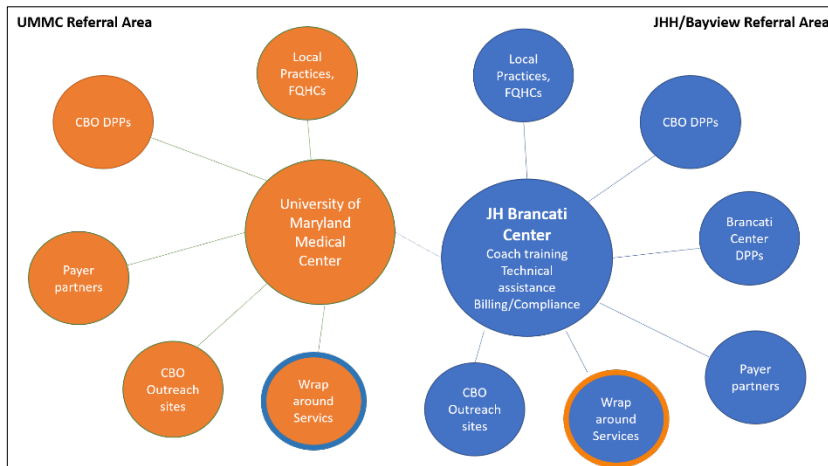 UMMC Referral Area
JHH/Bayview Referral Area
Local
Practices,
FQHCs
CBO DPPs
University of
Maryland
Medical
Center
Payer
partners
CBO
Outreach
sites
Wrap
around
Servics
Local
Practices,
FQHCs
CBO DPPs
JH Brancati
Center
Coach training
Technical
assistance
Billing/Compliance
Brancati
Center
DPPs
Payer
partners
CBO
Outreach
sites
Wrap
around
Services